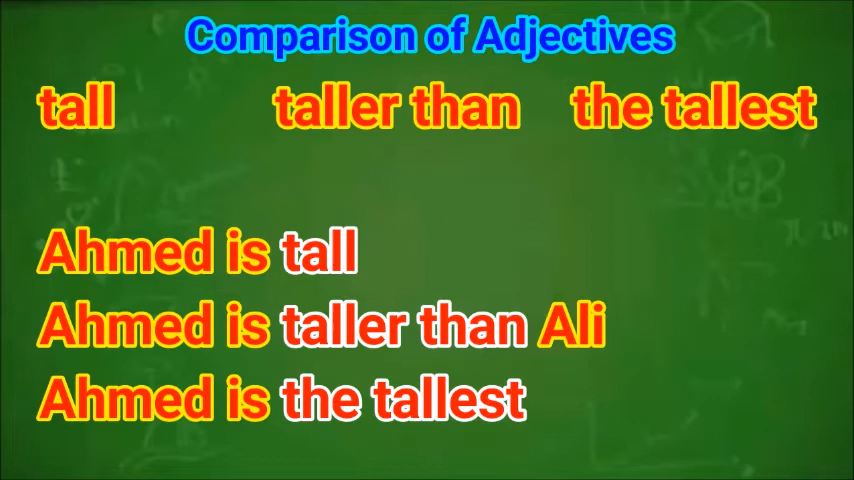 Comparison of Adjectives
tall taller than the tallest
Ahmed is tall
Ahmed is taller than Ali
Ahmed is the tallest